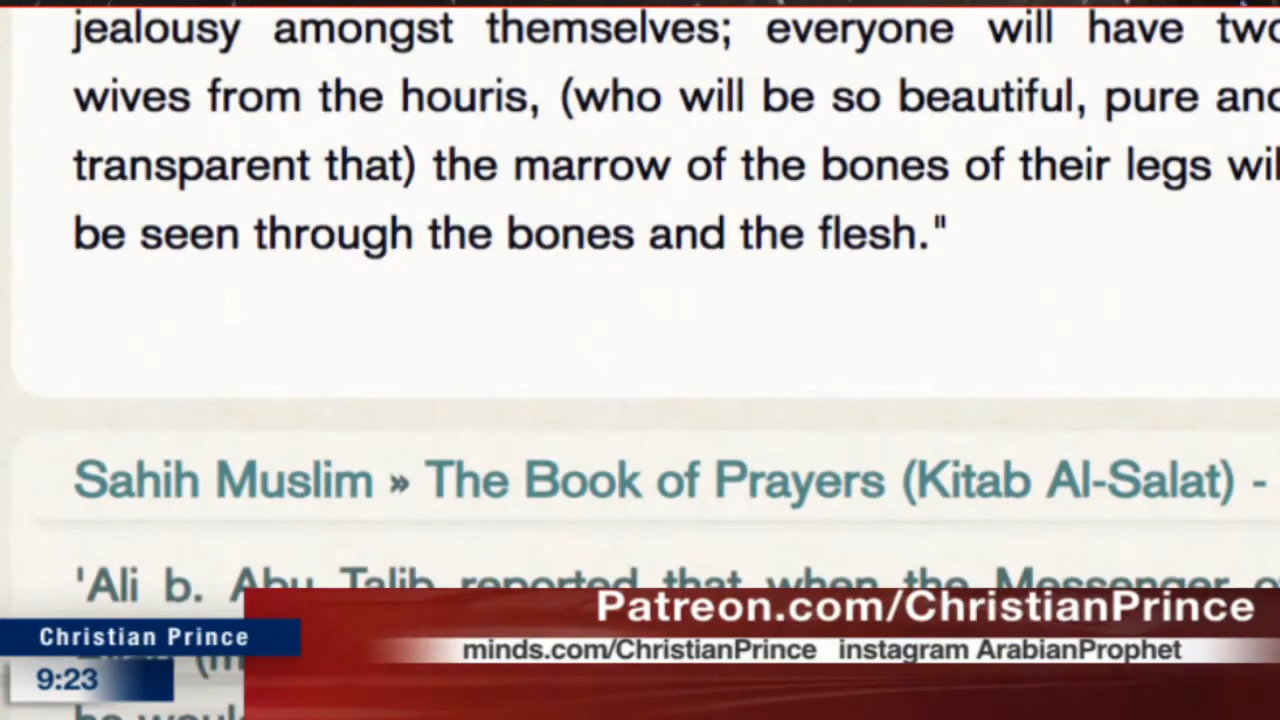 jealousy amongst themselves; everyone will have two
wives from the houris, (who will be so beautiful, pure and
transparent that) the marrow of the bones of their legs will
be seen through the bones and the flesh."
Sahih Muslim » The Book of Prayers (Kitab Al-Salat) -
'Ali b. Abu Talib reported that when the Messenger
Patreon.com/ChristianPrince
Christian Prince
minds.com/ChristianPrince instagram ArabianProphet
9:23